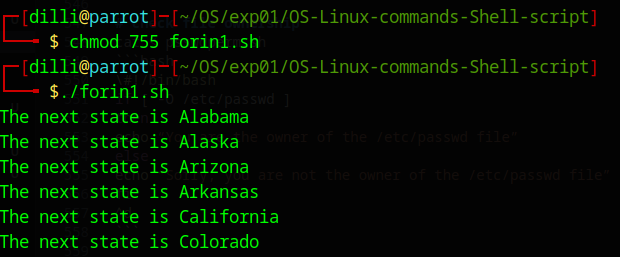 ┌─[dilli@parrot]─[~/OS/exp01/OS-Linux-commands-Shell-script]
└──╼ $ chmod 755 forin1.sh
┌─[dilli@parrot]─[~/OS/exp01/OS-Linux-commands-Shell-script]
└──╼ $./forin1.sh
The next state is Alabama
The next state is Alaska
The next state is Arizona
The next state is Arkansas
The next state is California
The next state is Colorado